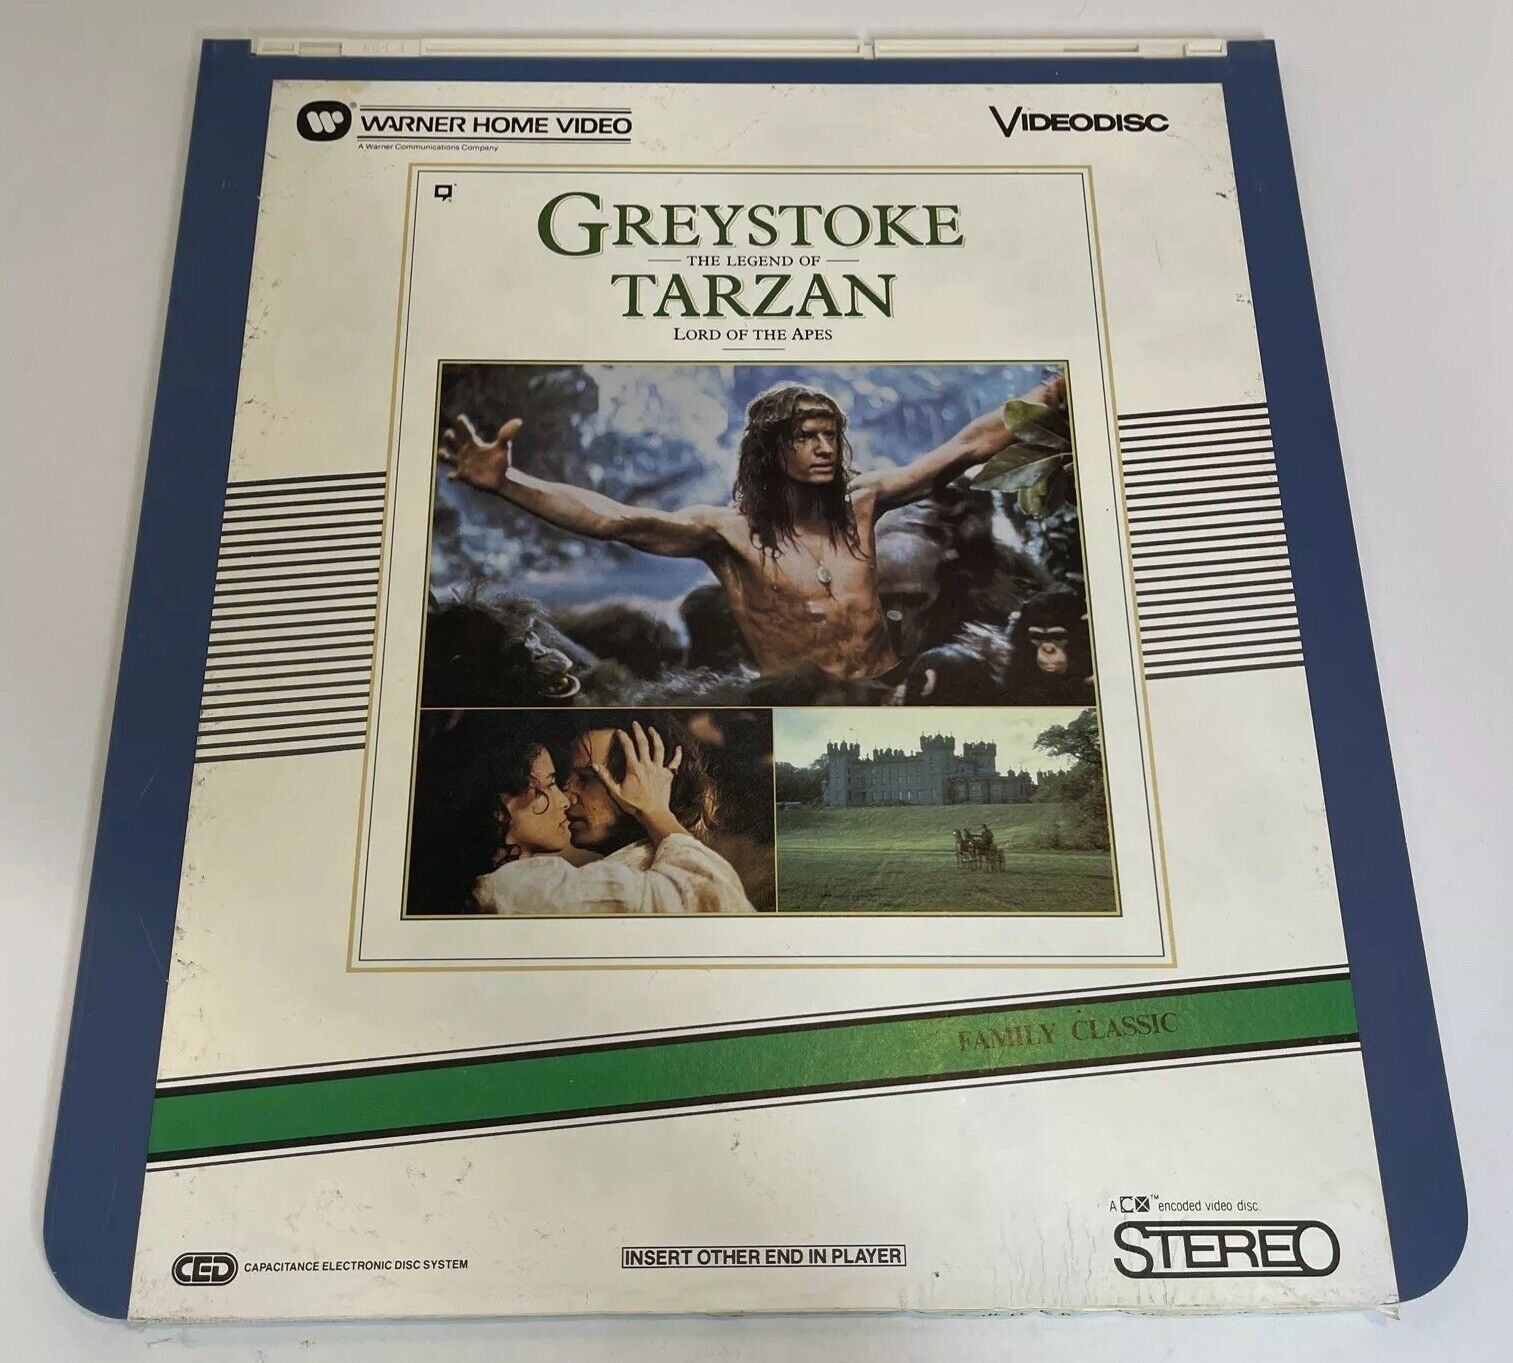 WARNER HOME VIDEO
A Warner Communications Company
VIDEODISC
GREYSTOKE
THE LEGEND OF
TARZAN
LORD OF THE APES
FAMILY CLASSIC
A CX™ encoded video disc
STEREO
CED CAPACITANCE ELECTRONIC DISC SYSTEM
INSERT OTHER END IN PLAYER